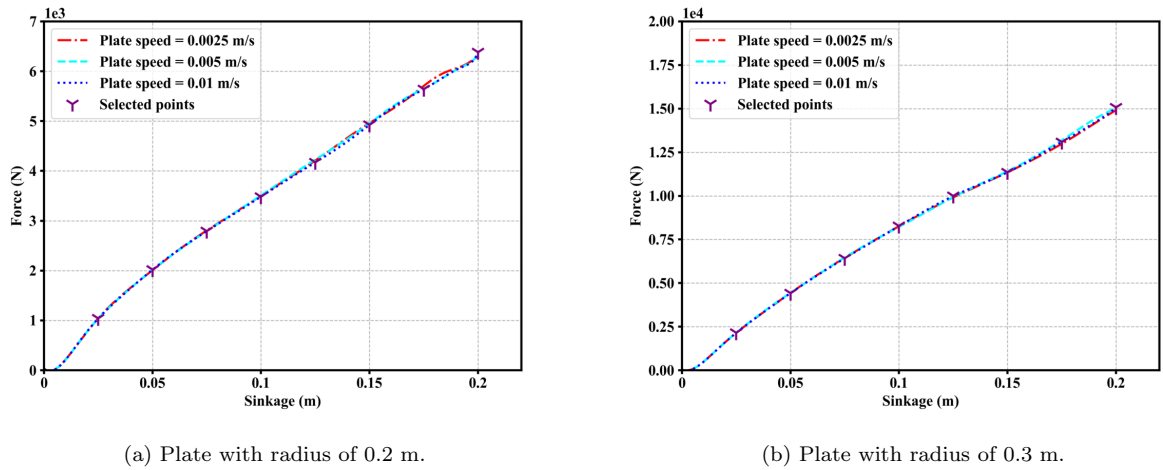 1e3
7
6
5
4
3
2
1
0
Force (N)
Plate speed = 0.0025 m/s
Plate speed = 0.005 m/s
Plate speed = 0.01 m/s
Selected points
0 0.05 0.1 0.15 0.2
Sinkage (m)
(a) Plate with radius of 0.2 m.
1e4
2.00
1.75
1.50
1.25
1.00
0.75
0.50
0.25
0.00
Force (N)
Plate speed = 0.0025 m/s
Plate speed = 0.005 m/s
Plate speed = 0.01 m/s
Selected points
0 0.05 0.1 0.15 0.2
Sinkage (m)
(b) Plate with radius of 0.3 m.